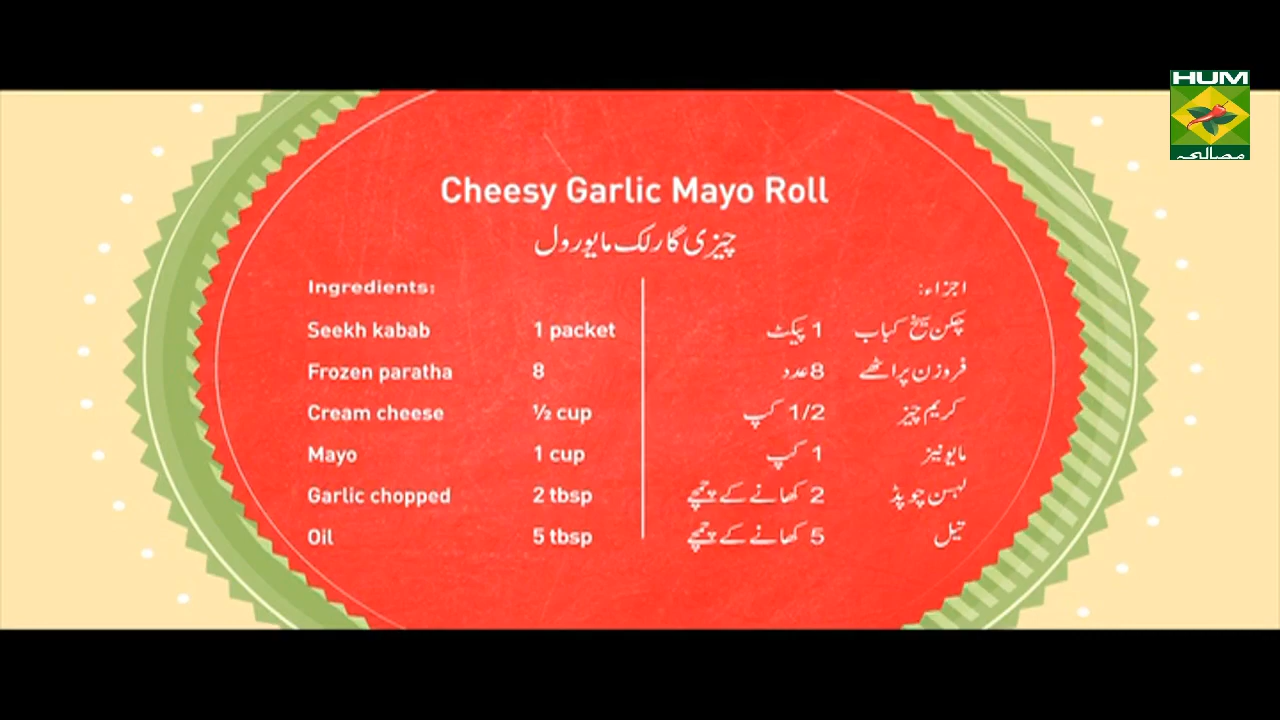 HUM
مصالحہ
Cheesy Garlic Mayo Roll
چیزی گارلک مایو رول
Ingredients:
Seekh kabab 1 packet
Frozen paratha 8
Cream cheese ½ cup
Mayo 1 cup
Garlic chopped 2 tbsp
Oil 5 tbsp
اجزاء:
چکن سیخ کباب 1 پیکٹ
فروزن پراٹھے 8 عدد
کریم چیز 1/2 کپ
مایونیز 1 کپ
لہسن چوپڈ 2 کھانے کے چمچے
تیل 5 کھانے کے چمچے